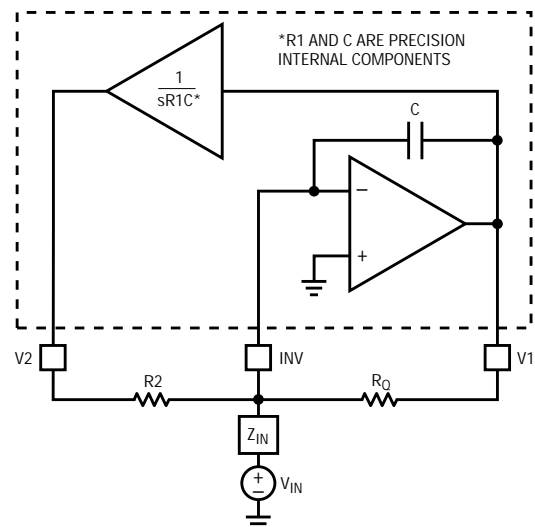 *R1 AND C ARE PRECISION
INTERNAL COMPONENTS
1
sR1C*
C
−
+
V2
INV
V1
R2
RQ
ZIN
+
−
VIN